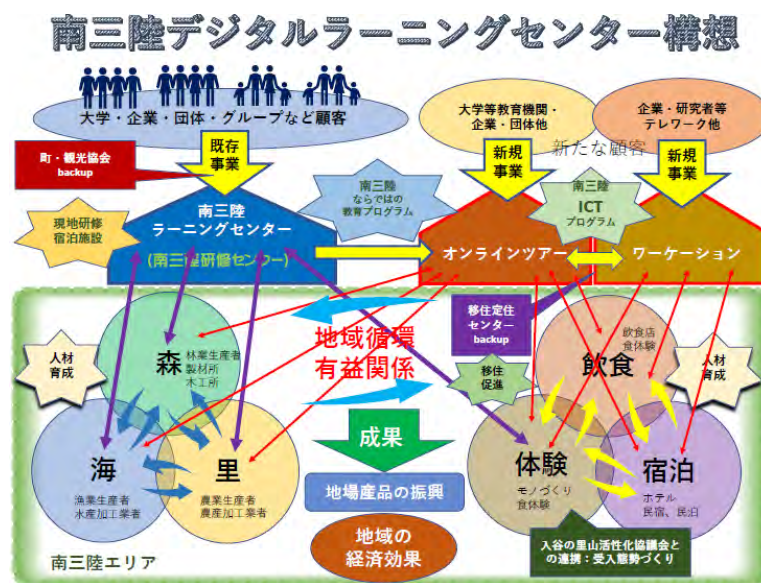 南三陸デジタルラーニングセンター構想
大学・企業・団体・グループなど顧客
大学等教育機関・
企業・団体他
企業・研究者等
テレワーク他
町・観光協会
backup
既存
事業
新規
事業
新たな顧客
新規
事業
現地研修
宿泊施設
南三陸
ラーニングセンター
(南三陸研修センター)
南三陸
ならではの
教育プログラム
オンラインツアー
南三陸
ICT
プログラム
ワーケーション
人材
育成
森
林業生産者
製材所
木工所
海
漁業生産者
水産加工業者
里
農業生産者
農産加工業者
地域循環
有益関係
移住定住
センター
backup
移住
促進
飲食店
食体験
飲食
人材
育成
成果
地場産品の振興
地域の
経済効果
体験
モノづくり
食体験
宿泊
ホテル
民宿、民泊
入谷の里山活性化協議会と
の連携：受入態勢づくり
南三陸エリア